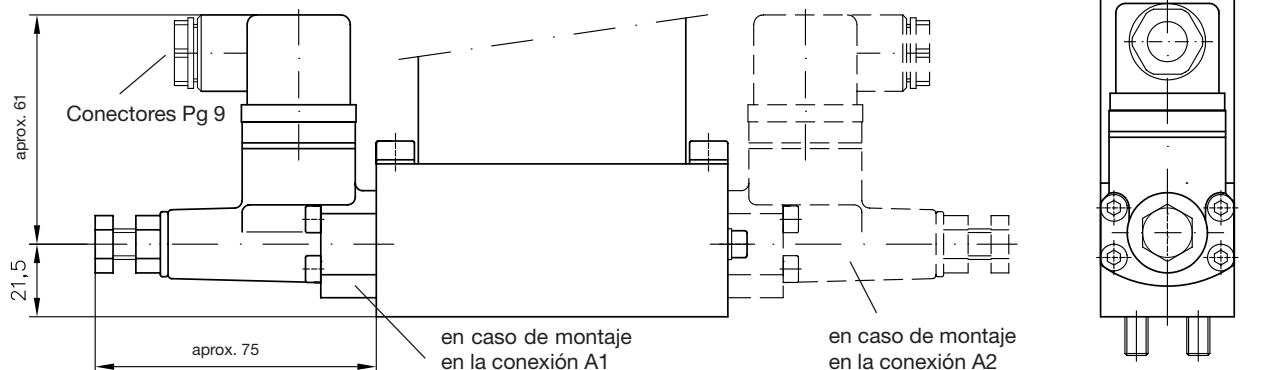 aprox. 61
Conectores Pg 9
21,5
aprox. 75
en caso de montaje
en la conexión A1
en caso de montaje
en la conexión A2